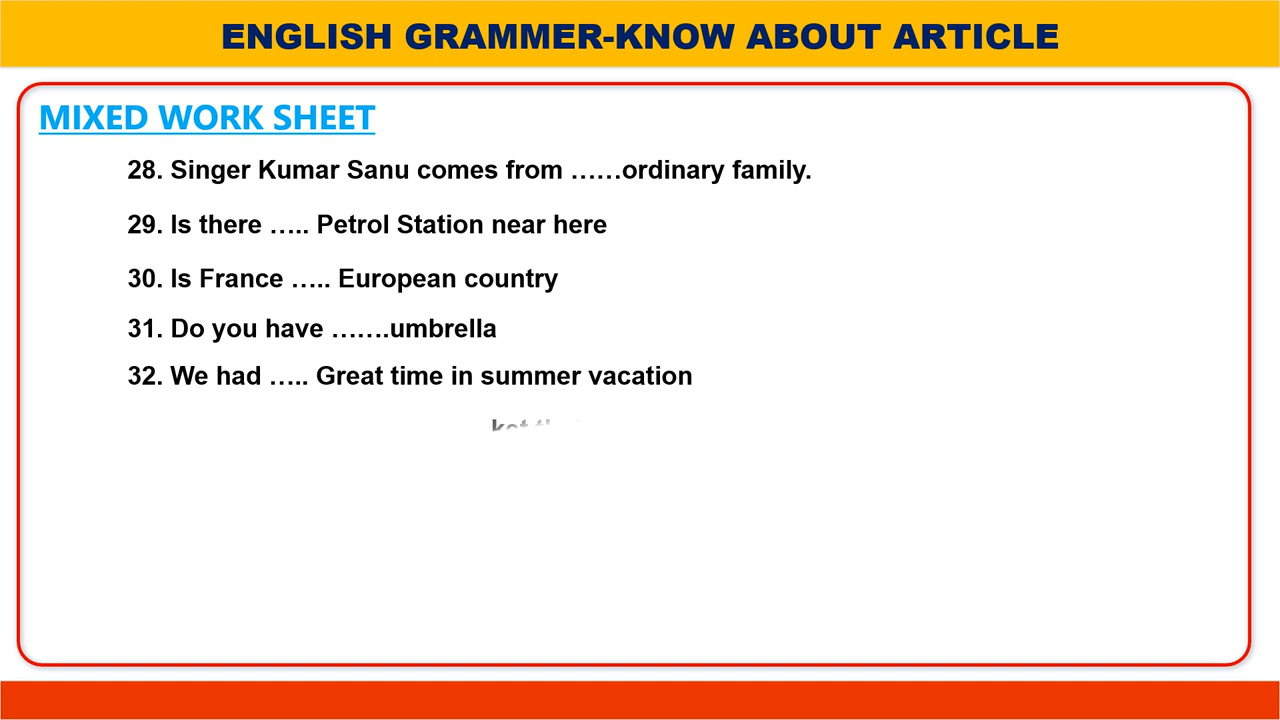 ENGLISH GRAMMER-KNOW ABOUT ARTICLE
MIXED WORK SHEET
28. Singer Kumar Sanu comes from ……ordinary family.
29. Is there ….. Petrol Station near here
30. Is France ….. European country
31. Do you have …….umbrella
32. We had ….. Great time in summer vacation